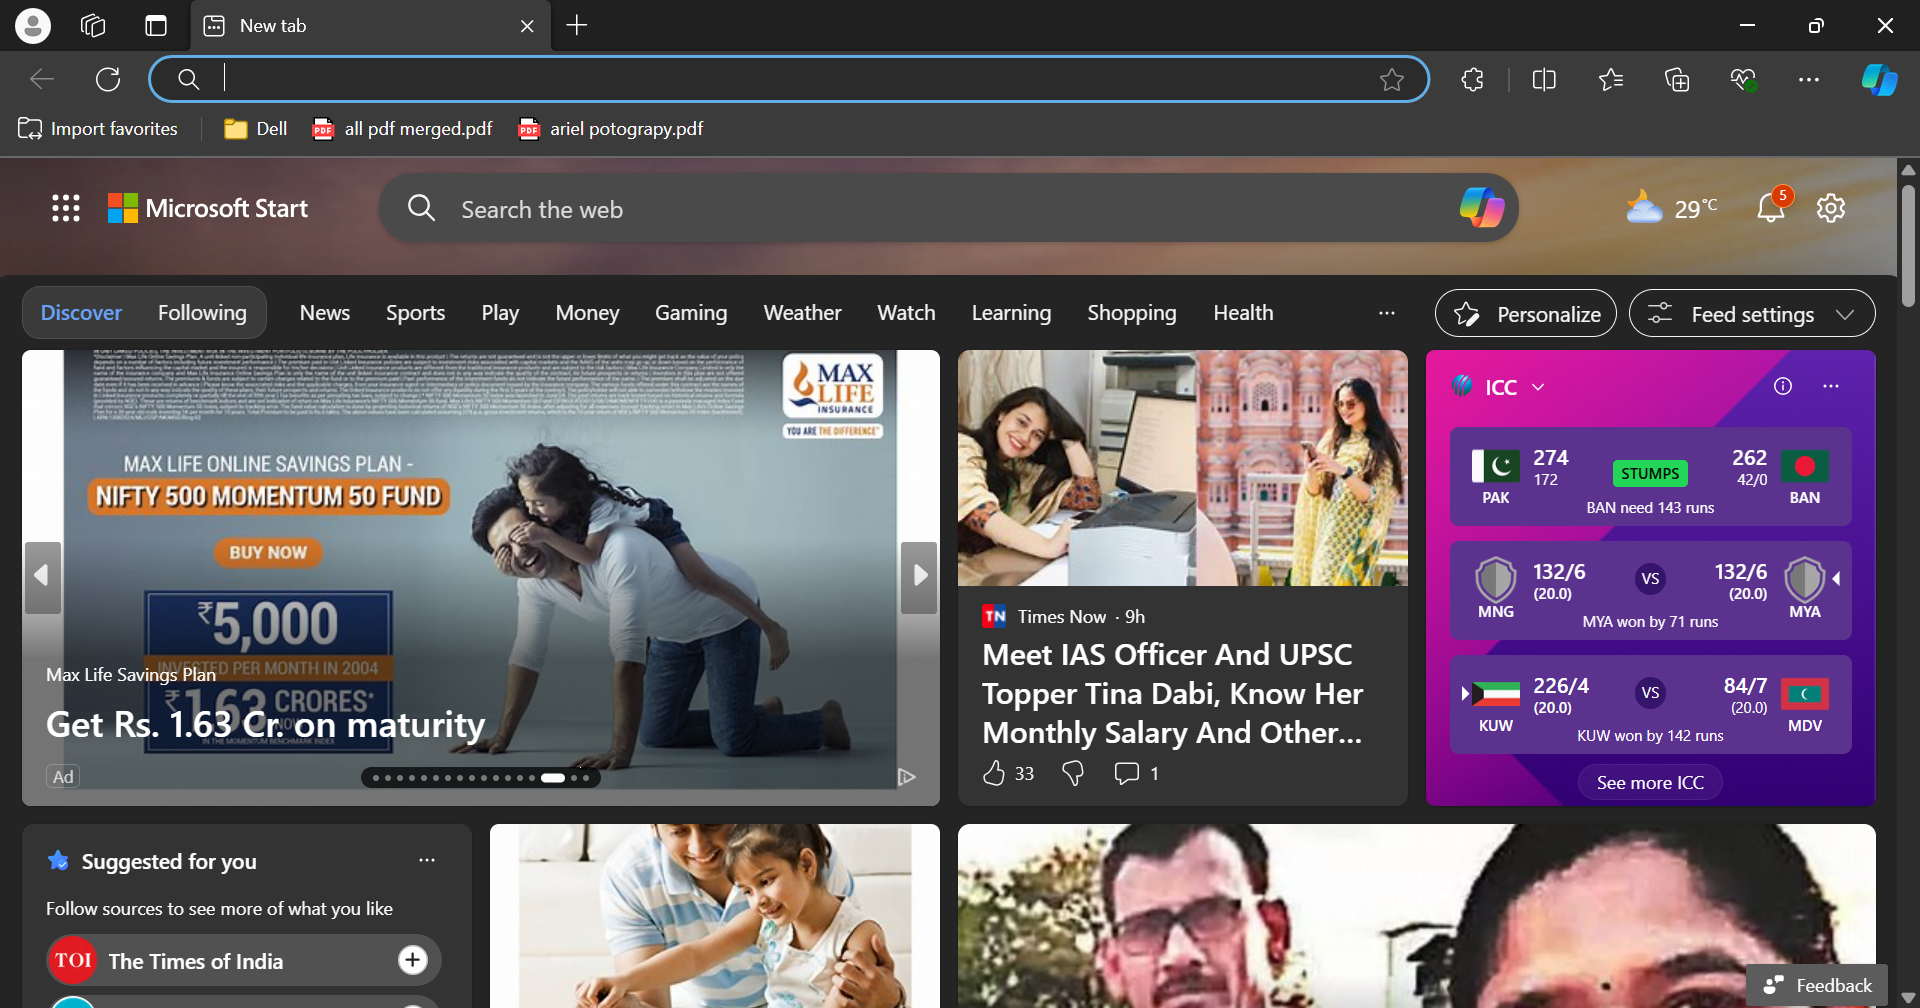 New tab
Import favorites
Dell
all pdf merged.pdf
ariel potograpy.pdf
Microsoft Start
Search the web
29°C
5
Discover
Following
News
Sports
Play
Money
Gaming
Weather
Watch
Learning
Shopping
Health
Personalize
Feed settings
MAX
LIFE
INSURANCE
YOU ARE THE DIFFERENCE™
MAX LIFE ONLINE SAVINGS PLAN -
NIFTY 500 MOMENTUM 50 FUND
BUY NOW
₹5,000
INVESTED PER MONTH IN 2004
Max Life Savings Plan
₹1.63 CRORES*
NOW
Get Rs. 1.63 Cr. on maturity
IN THE MOMENTUM BENCHMARK INDEX
Ad
TN Times Now · 9h
Meet IAS Officer And UPSC
Topper Tina Dabi, Know Her
Monthly Salary And Other...
33
1
ICC
274
172
PAK
STUMPS
262
42/0
BAN
BAN need 143 runs
132/6
(20.0)
MNG
VS
132/6
(20.0)
MYA
MYA won by 71 runs
226/4
(20.0)
KUW
VS
84/7
(20.0)
MDV
KUW won by 142 runs
See more ICC
Suggested for you
Follow sources to see more of what you like
TOI The Times of India
Feedback